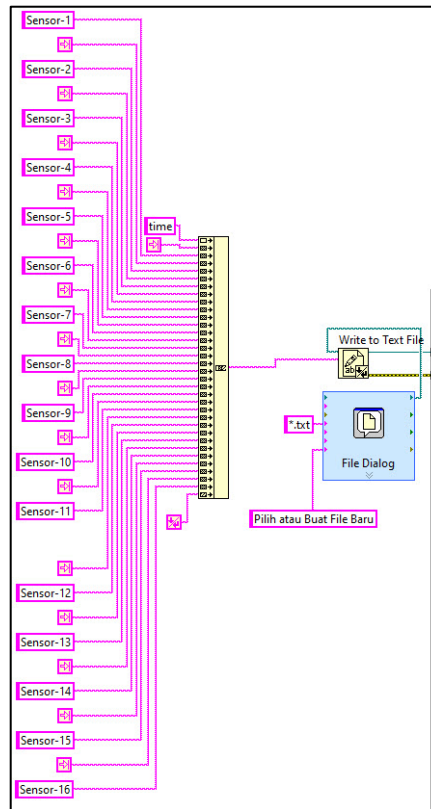 Sensor-1
Sensor-2
Sensor-3
Sensor-4
Sensor-5
Sensor-6
Sensor-7
Sensor-8
Sensor-9
Sensor-10
Sensor-11
Sensor-12
Sensor-13
Sensor-14
Sensor-15
Sensor-16
time
Write to Text File
*.txt
File Dialog
Pilih atau Buat File Baru